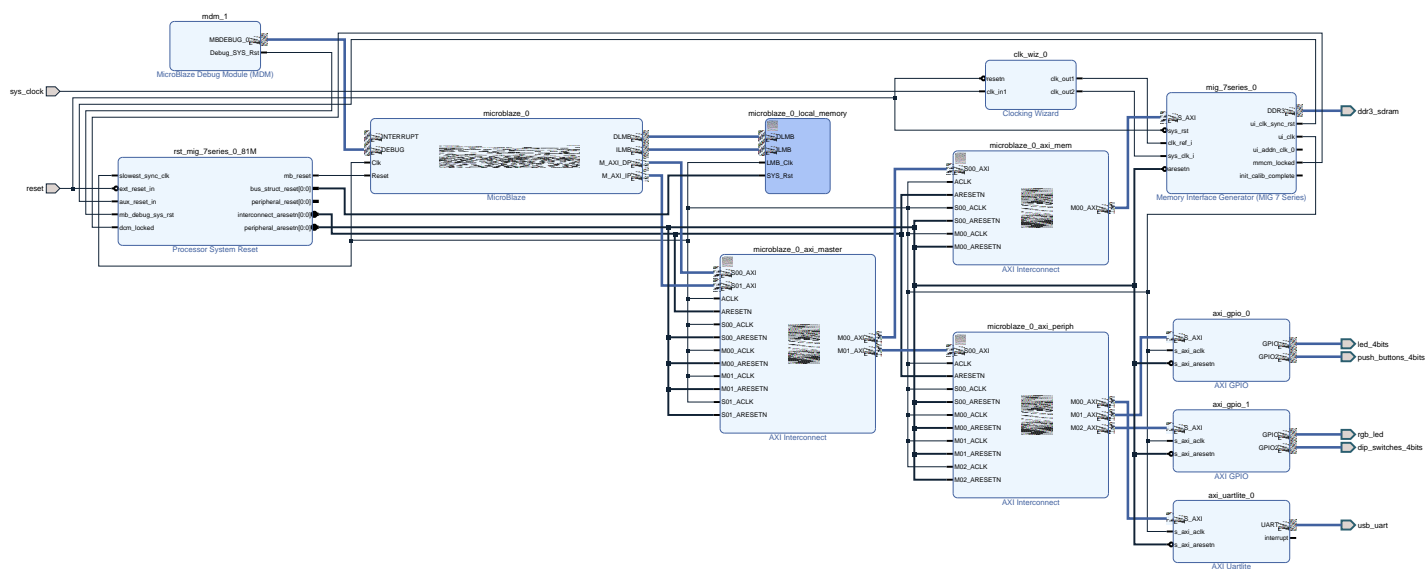 mdm_1
MBDEBUG_0
Debug_SYS_Rst
MicroBlaze Debug Module (MDM)
sys_clock
reset
rst_mig_7series_0_81M
slowest_sync_clk
ext_reset_in
aux_reset_in
mb_debug_sys_rst
dcm_locked
mb_reset
bus_struct_reset[0:0]
peripheral_reset[0:0]
interconnect_aresetn[0:0]
peripheral_aresetn[0:0]
Processor System Reset
microblaze_0
INTERRUPT
DEBUG
Clk
Reset
DLMB
ILMB
M_AXI_DP
M_AXI_IP
MicroBlaze
microblaze_0_local_memory
DLMB
ILMB
LMB_Clk
SYS_Rst
microblaze_0_axi_master
S00_AXI
S01_AXI
ACLK
ARESETN
S00_ACLK
S00_ARESETN
M00_ACLK
M00_ARESETN
M01_ACLK
M01_ARESETN
S01_ACLK
S01_ARESETN
M00_AXI
M01_AXI
AXI Interconnect
clk_wiz_0
resetn
clk_in1
clk_out1
clk_out2
Clocking Wizard
microblaze_0_axi_mem
S00_AXI
ACLK
ARESETN
S00_ACLK
S00_ARESETN
M00_ACLK
M00_ARESETN
M00_AXI
AXI Interconnect
microblaze_0_axi_periph
S00_AXI
ACLK
ARESETN
S00_ACLK
S00_ARESETN
M00_ACLK
M00_ARESETN
M01_ACLK
M01_ARESETN
M02_ACLK
M02_ARESETN
M00_AXI
M01_AXI
M02_AXI
AXI Interconnect
mig_7series_0
S_AXI
sys_rst
clk_ref_i
sys_clk_i
aresetn
DDR3
ui_clk_sync_rst
ui_clk
ui_addn_clk_0
mmcm_locked
init_calib_complete
Memory Interface Generator (MIG 7 Series)
ddr3_sdram
axi_gpio_0
S_AXI
s_axi_aclk
s_axi_aresetn
GPIO
GPIO2
AXI GPIO
led_4bits
push_buttons_4bits
axi_gpio_1
S_AXI
s_axi_aclk
s_axi_aresetn
GPIO
GPIO2
AXI GPIO
rgb_led
dip_switches_4bits
axi_uartlite_0
S_AXI
s_axi_aclk
s_axi_aresetn
UART
interrupt
AXI Uartlite
usb_uart